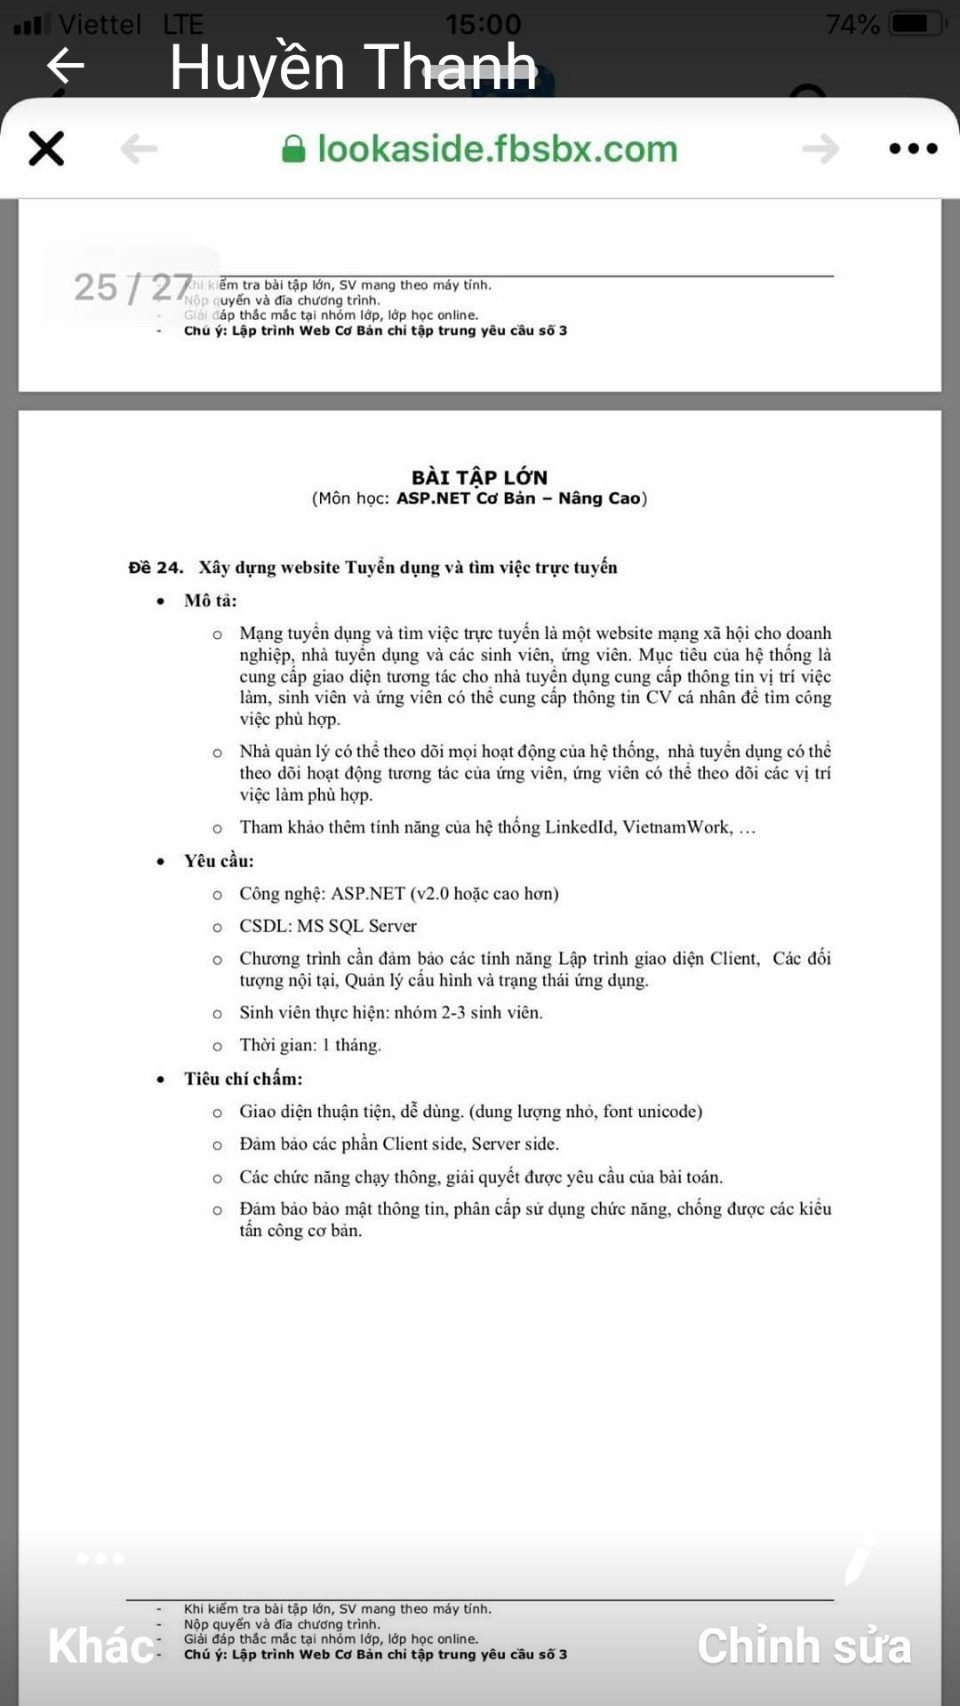 Viettel LTE 15:00 74%
Huyền Thanh
lookaside.fbsbx.com
25 / 27
Khi kiểm tra bài tập lớn, SV mang theo máy tính.
- Nộp quyển và đĩa chương trình.
- Giải đáp thắc mắc tại nhóm lớp, lớp học online.
- Chú ý: Lập trình Web Cơ Bản chỉ tập trung yêu cầu số 3
BÀI TẬP LỚN
(Môn học: ASP.NET Cơ Bản – Nâng Cao)
Đề 24. Xây dựng website Tuyển dụng và tìm việc trực tuyến
• Mô tả:
o Mạng tuyển dụng và tìm việc trực tuyến là một website mạng xã hội cho doanh
nghiệp, nhà tuyển dụng và các sinh viên, ứng viên. Mục tiêu của hệ thống là
cung cấp giao diện tương tác cho nhà tuyển dụng cung cấp thông tin vị trí việc
làm, sinh viên và ứng viên có thể cung cấp thông tin CV cá nhân để tìm công
việc phù hợp.
o Nhà quản lý có thể theo dõi mọi hoạt động của hệ thống, nhà tuyển dụng có thể
theo dõi hoạt động tương tác của ứng viên, ứng viên có thể theo dõi các vị trí
việc làm phù hợp.
o Tham khảo thêm tính năng của hệ thống LinkedId, VietnamWork, …
• Yêu cầu:
o Công nghệ: ASP.NET (v2.0 hoặc cao hơn)
o CSDL: MS SQL Server
o Chương trình cần đảm bảo các tính năng Lập trình giao diện Client, Các đối
tượng nội tại, Quản lý cấu hình và trạng thái ứng dụng.
o Sinh viên thực hiện: nhóm 2-3 sinh viên.
o Thời gian: 1 tháng.
• Tiêu chí chấm:
o Giao diện thuận tiện, dễ dùng. (dung lượng nhỏ, font unicode)
o Đảm bảo các phần Client side, Server side.
o Các chức năng chạy thông, giải quyết được yêu cầu của bài toán.
o Đảm bảo bảo mật thông tin, phân cấp sử dụng chức năng, chống được các kiểu
tấn công cơ bản.
- Khi kiểm tra bài tập lớn, SV mang theo máy tính.
- Nộp quyển và đĩa chương trình.
- Giải đáp thắc mắc tại nhóm lớp, lớp học online.
- Chú ý: Lập trình Web Cơ Bản chỉ tập trung yêu cầu số 3
Khác
Chỉnh sửa